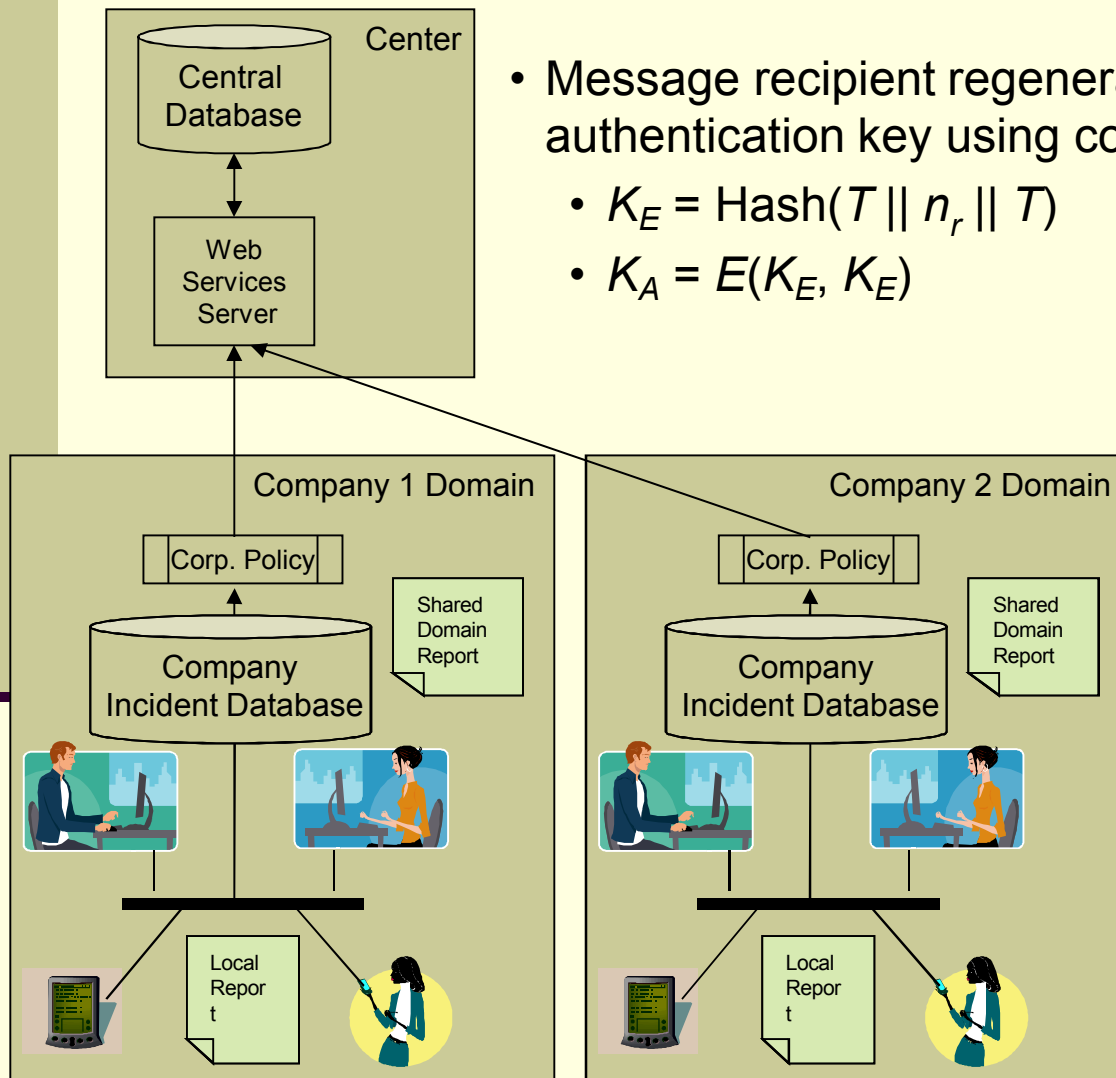 Center
Central
Database
Web
Services
Server
• Message recipient
authentication key using
• K_E = Hash(T || n_r || T)
• K_A = E(K_E, K_E)
Company 1 Domain
Corp. Policy
Shared
Domain
Report
Company
Incident Database
Local
Repor
t
Company 2 Domain
Corp. Policy
Shared
Domain
Report
Company
Incident Database
Local
Repor
t